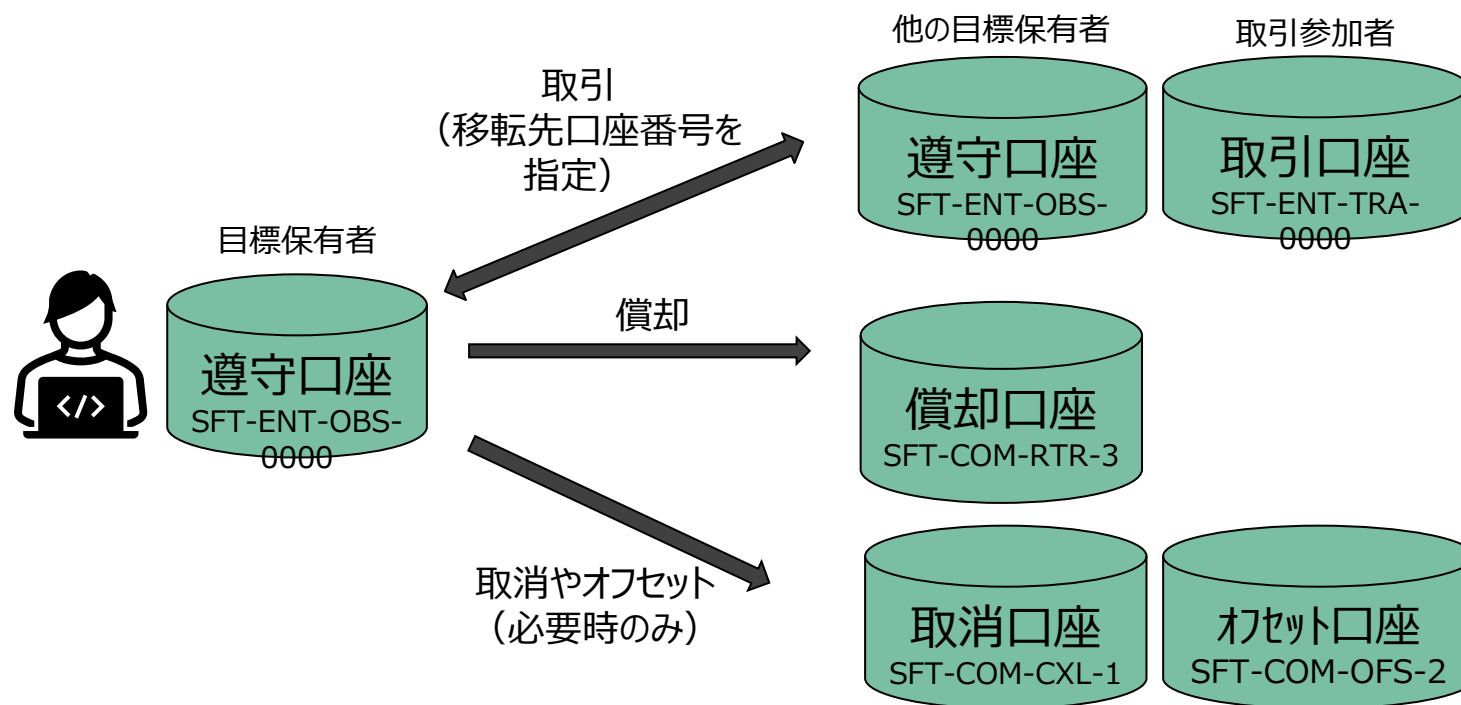 他の目標保有者
取引参加者
取引
（移転先口座番号を
指定）
遵守口座
SFT-ENT-OBS-
0000
取引口座
SFT-ENT-TRA-
0000
目標保有者
遵守口座
SFT-ENT-OBS-
0000
</>
償却
償却口座
SFT-COM-RTR-3
取消やオフセット
（必要時のみ）
取消口座
SFT-COM-CXL-1
ｵﾌｾｯﾄ口座
SFT-COM-OFS-2